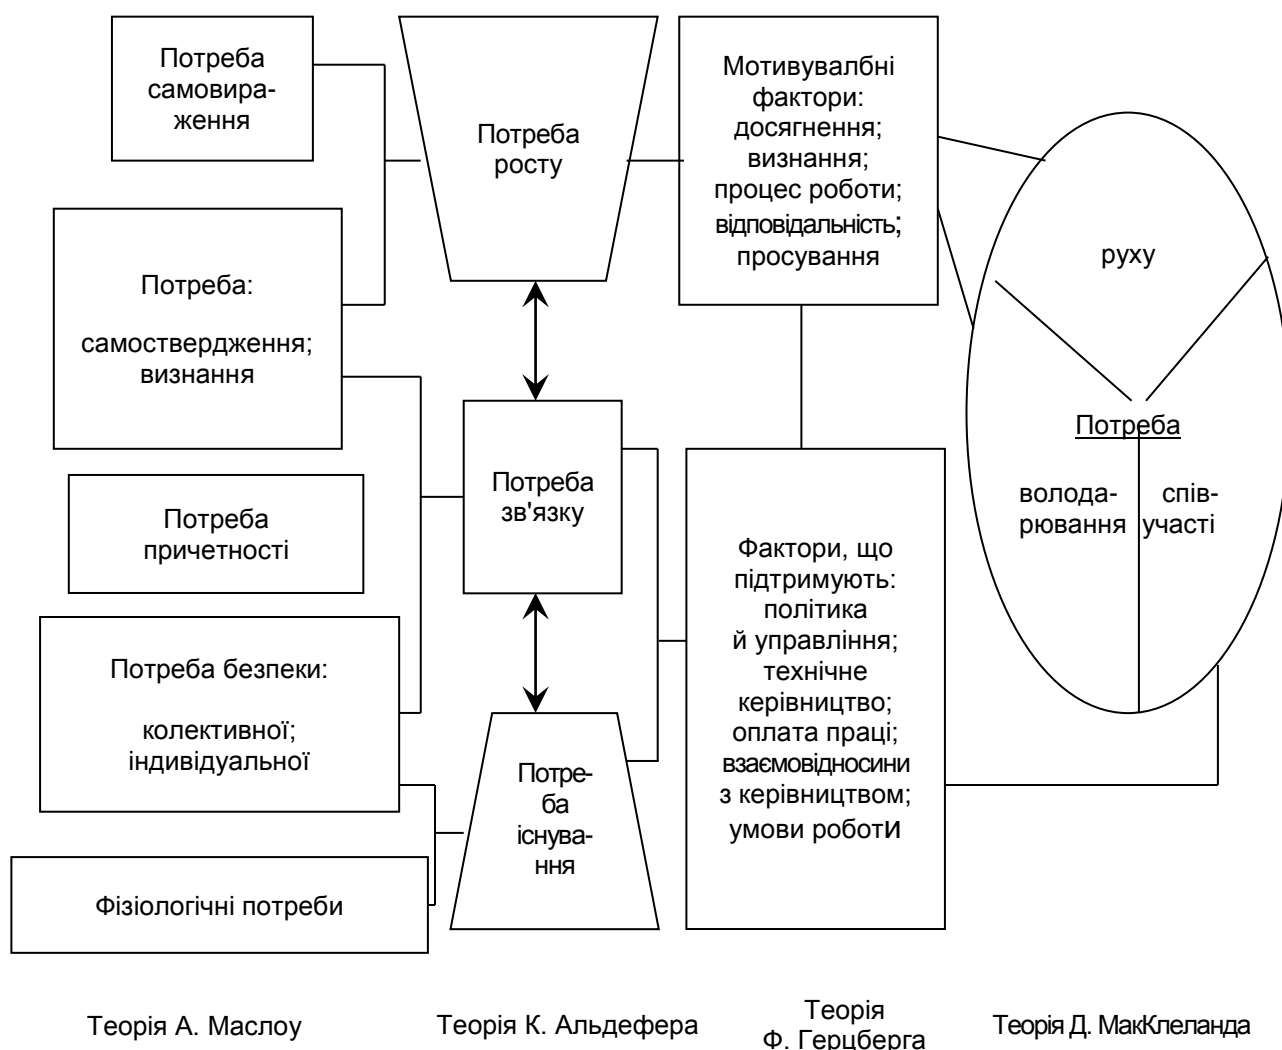 Потреба
самовира-
ження
Потреба:
самоствердження;
визнання
Потреба
причетності
Потреба безпеки:
колективної;
індивідуальної
Фізіологічні потреби
Потреба
росту
Потреба
зв'язку
Потре-
ба
існува-
ння
Мотивувалбні
фактори:
досягнення;
визнання;
процес роботи;
відповідальність;
просування
Фактори, що
підтримують:
політика
й управління;
технічне
керівництво;
оплата праці;
взаємовідносини
з керівництвом;
умови роботи
руху
Потреба
волода-
рювання
спів-
участі
Теорія А. Маслоу
Теорія К. Альдефера
Теорія
Ф. Герцберга
Теорія Д. МакКлеланда